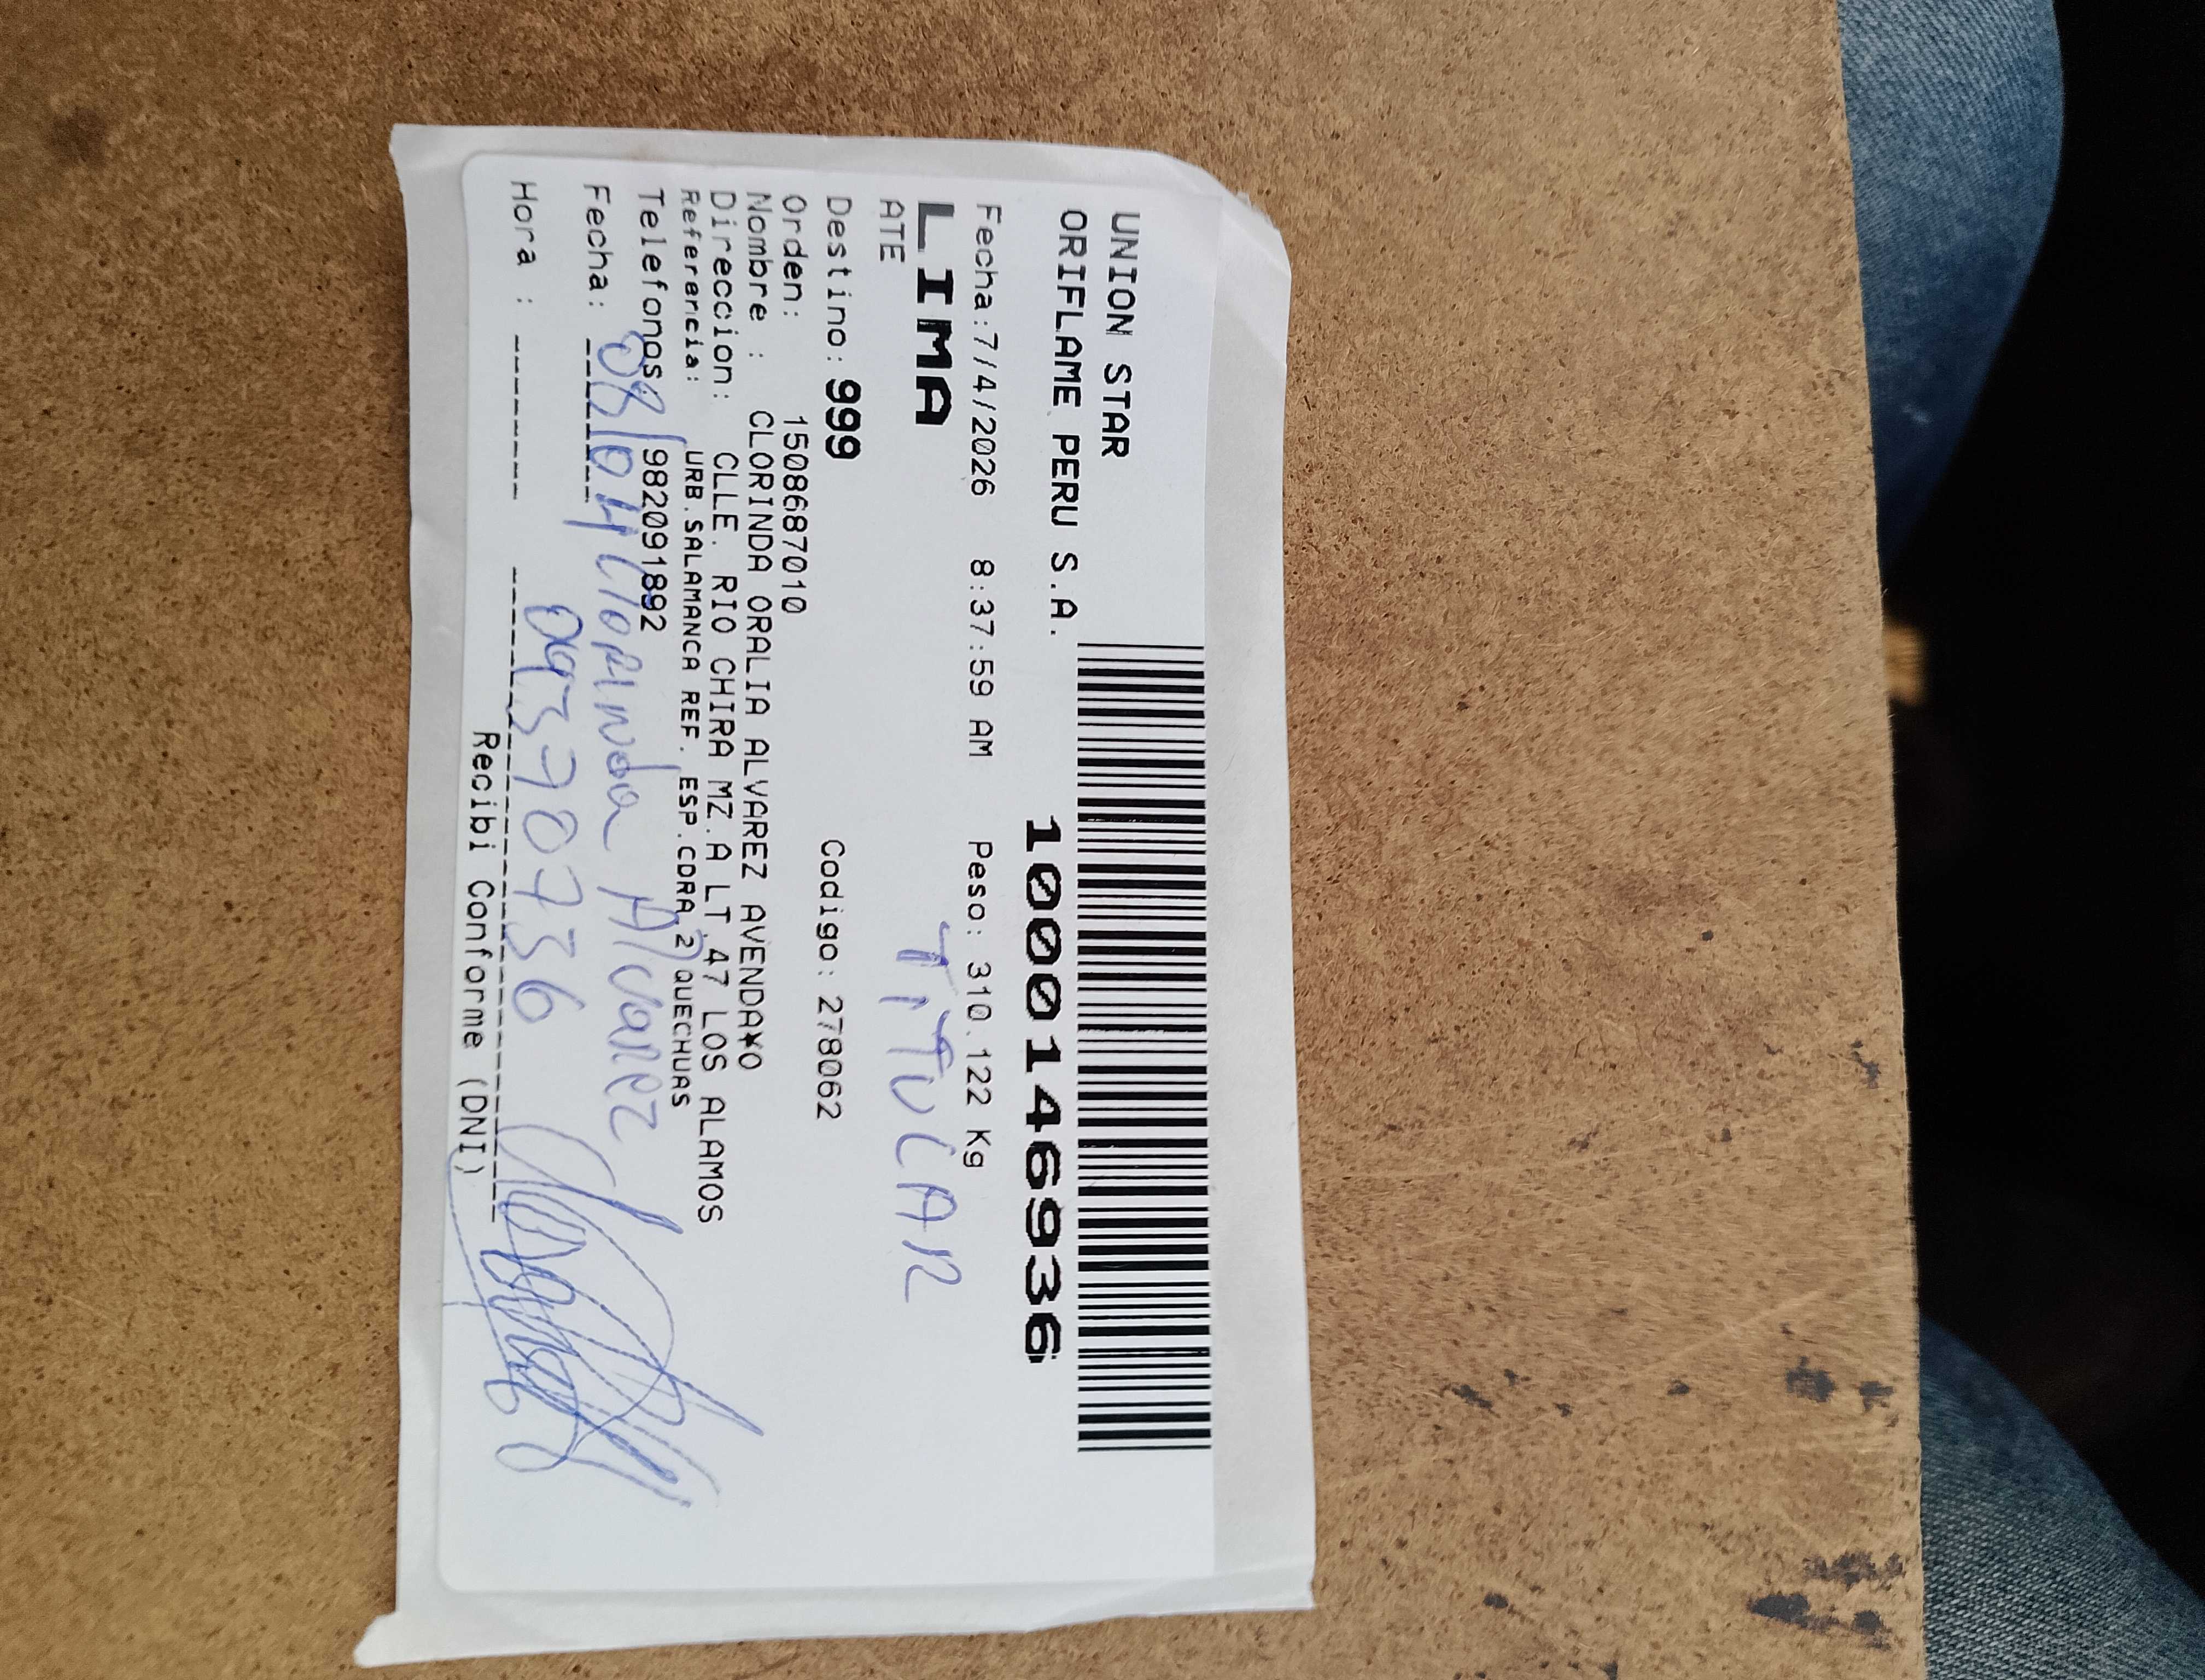 UNION STAR
ORIFLAME PERU S.A.
1000146936
Fecha:7/4/2026 8:37:59 AM Peso: 310.122 Kg
LIMA
TITULAR
ATE
Destino: 999 Codigo: 278062
Orden: 1508687010
Nombre : CLORINDA ORALIA ALVAREZ AVENDA*O
Direccion: CLLE. RIO CHIRA MZ.A LT 47 LOS ALAMOS
Referencia: URB.SALAMANCA REF. ESP.CDRA 2 QUECHUAS
Telefonos: 982091892
Fecha: 08/04 Clorinda Alvarez
Hora : 09370736
Recibi Conforme (DNI)